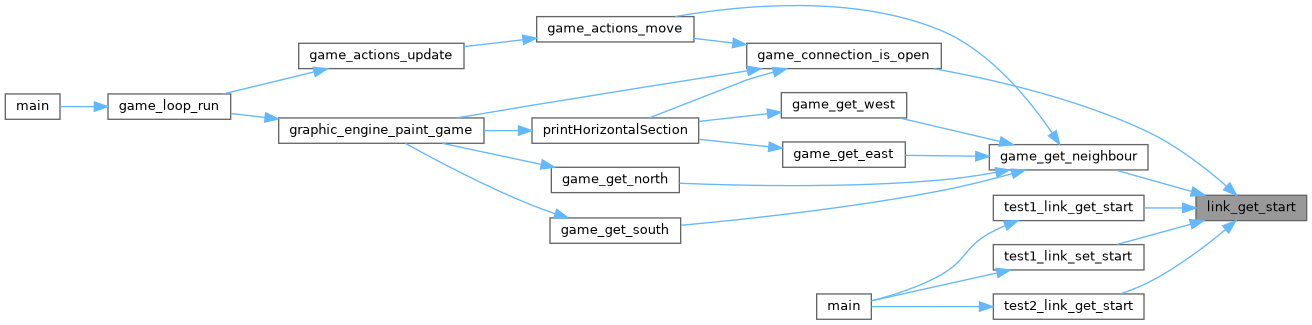 game_actions_move
game_actions_update
game_connection_is_open
main
game_loop_run
game_get_west
graphic_engine_paint_game
printHorizontalSection
game_get_east
game_get_neighbour
game_get_north
link_get_start
test1_link_get_start
game_get_south
test1_link_set_start
main
test2_link_get_start